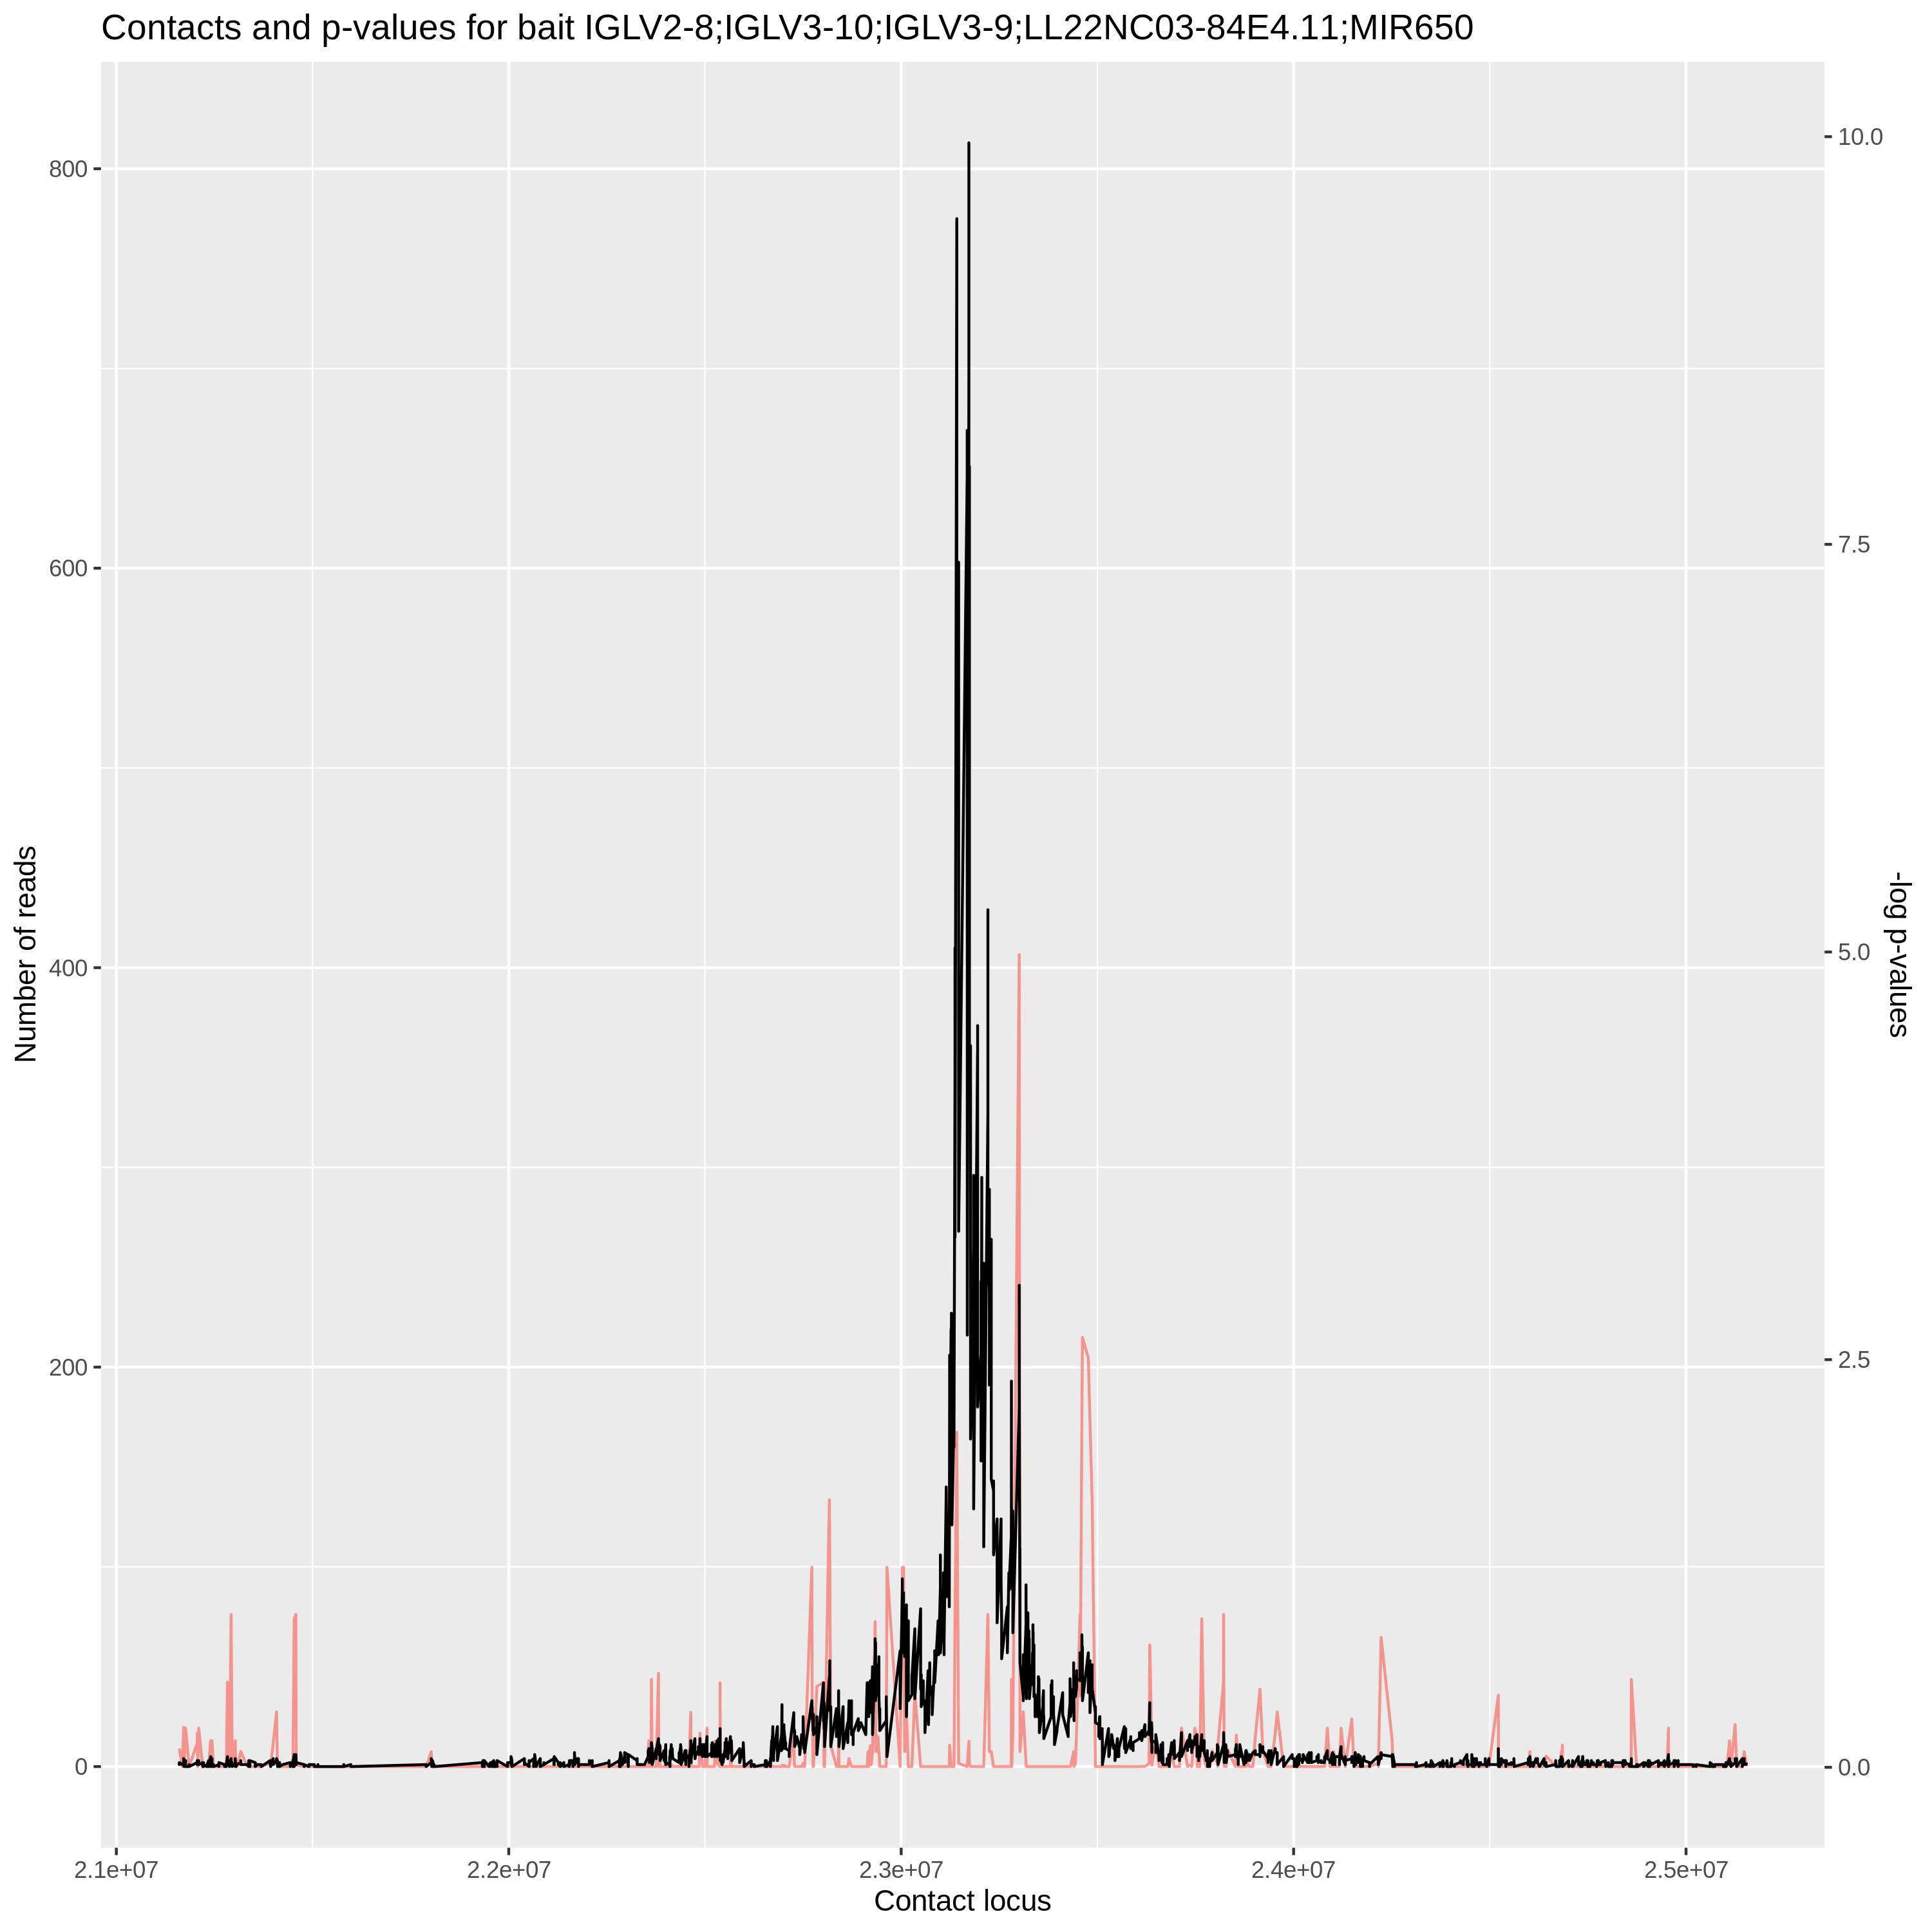 Contacts and p-values for bait IGLV2-8;IGLV3-10;IGLV3-9;LL22NC03-84E4.11;MIR650
800
600
400
200
0
Number of reads
10.0
7.5
5.0
2.5
0.0
-log p-values
2.1e+07 2.2e+07 2.3e+07 2.4e+07 2.5e+07
Contact locus